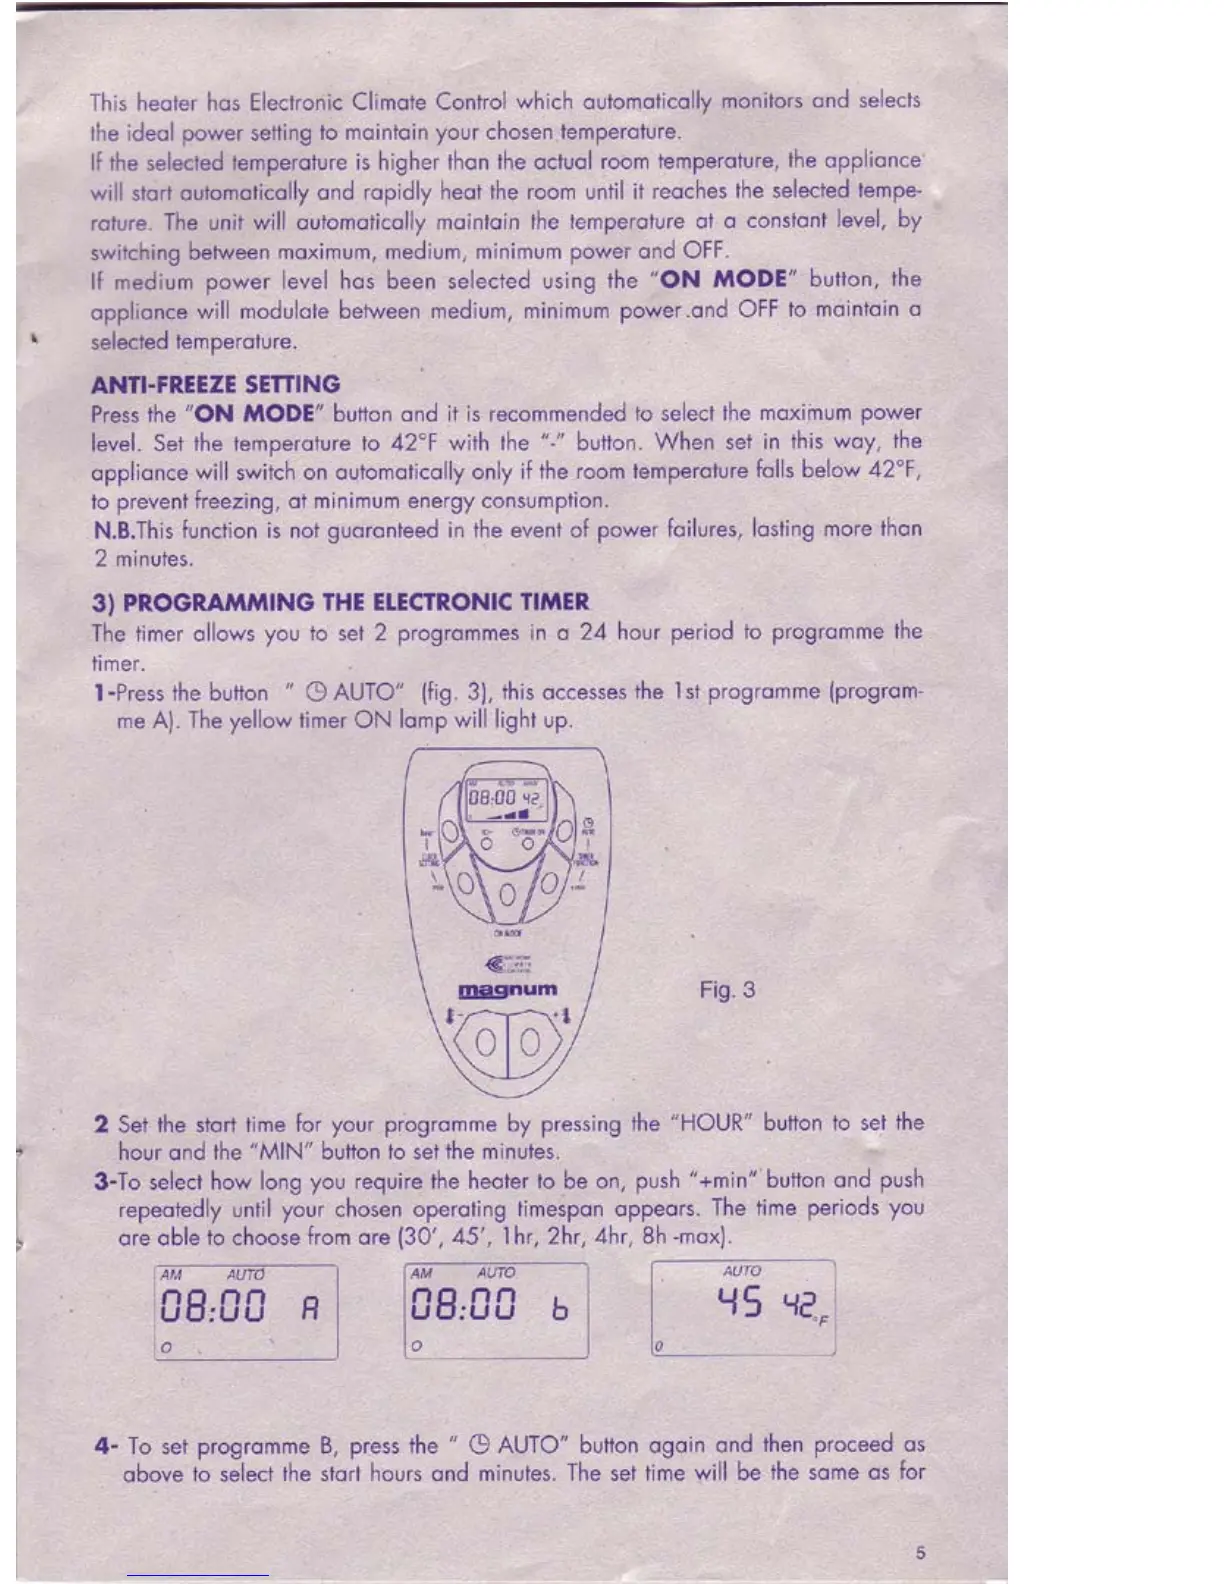 This heater has Electronic Climate Control which automatically monitors and selects
the ideal power setting to maintain your chosen temperature.
If the selected temperature is higher than the actual room temperature, the appliance
will start automatically and rapidly heat the room until it reaches the selected tempe-
rature. The unit will automatically maintain the temperature at a constant level, by
switching between maximum, medium, minimum power and OFF.
If medium power level has been selected using the "ON MODE" button, the
appliance will modulate between medium, minimum power .and OFF to maintain a
selected temperature.
ANTI-FREEZE SETTING
Press the "ON MODE" button and it is recommended to select the maximum power
level. Set the temperature to 42°F with the "-" button. When set in this way, the
appliance will switch on automatically only if the room temperature falls below 42°F,
to prevent freezing, at minimum energy consumption.
N.B.This function is not guaranteed in the event of power failures, lasting more than
2 minutes.
3) PROGRAMMING THE ELECTRONIC TIMER
The timer allows you to set 2 programmes in a 24 hour period to programme the
timer.
1-Press the button " AUTO" (fig. 3), this accesses the 1st programme (program-
me A). The yellow timer ON lamp will light up.
08:00 42
AUTO
CLOCK
SETTING
TIMER
FUNCTION
ON MODE
magnum
- +
Fig. 3
2 Set the start time for your programme by pressing the "HOUR" button to set the
hour and the "MIN" button to set the minutes.
3-To select how long you require the heater to be on, push "+min" button and push
repeatedly until your chosen operating timespan appears. The time periods you
are able to choose from are (30', 45', 1hr, 2hr, 4hr, 8h -max).
AM AUTO
08:00 A
0
AM AUTO
08:00 b
0
AUTO
45 42°F
0
4- To set programme B, press the " AUTO" button again and then proceed as
above to select the start hours and minutes. The set time will be the same as for
5